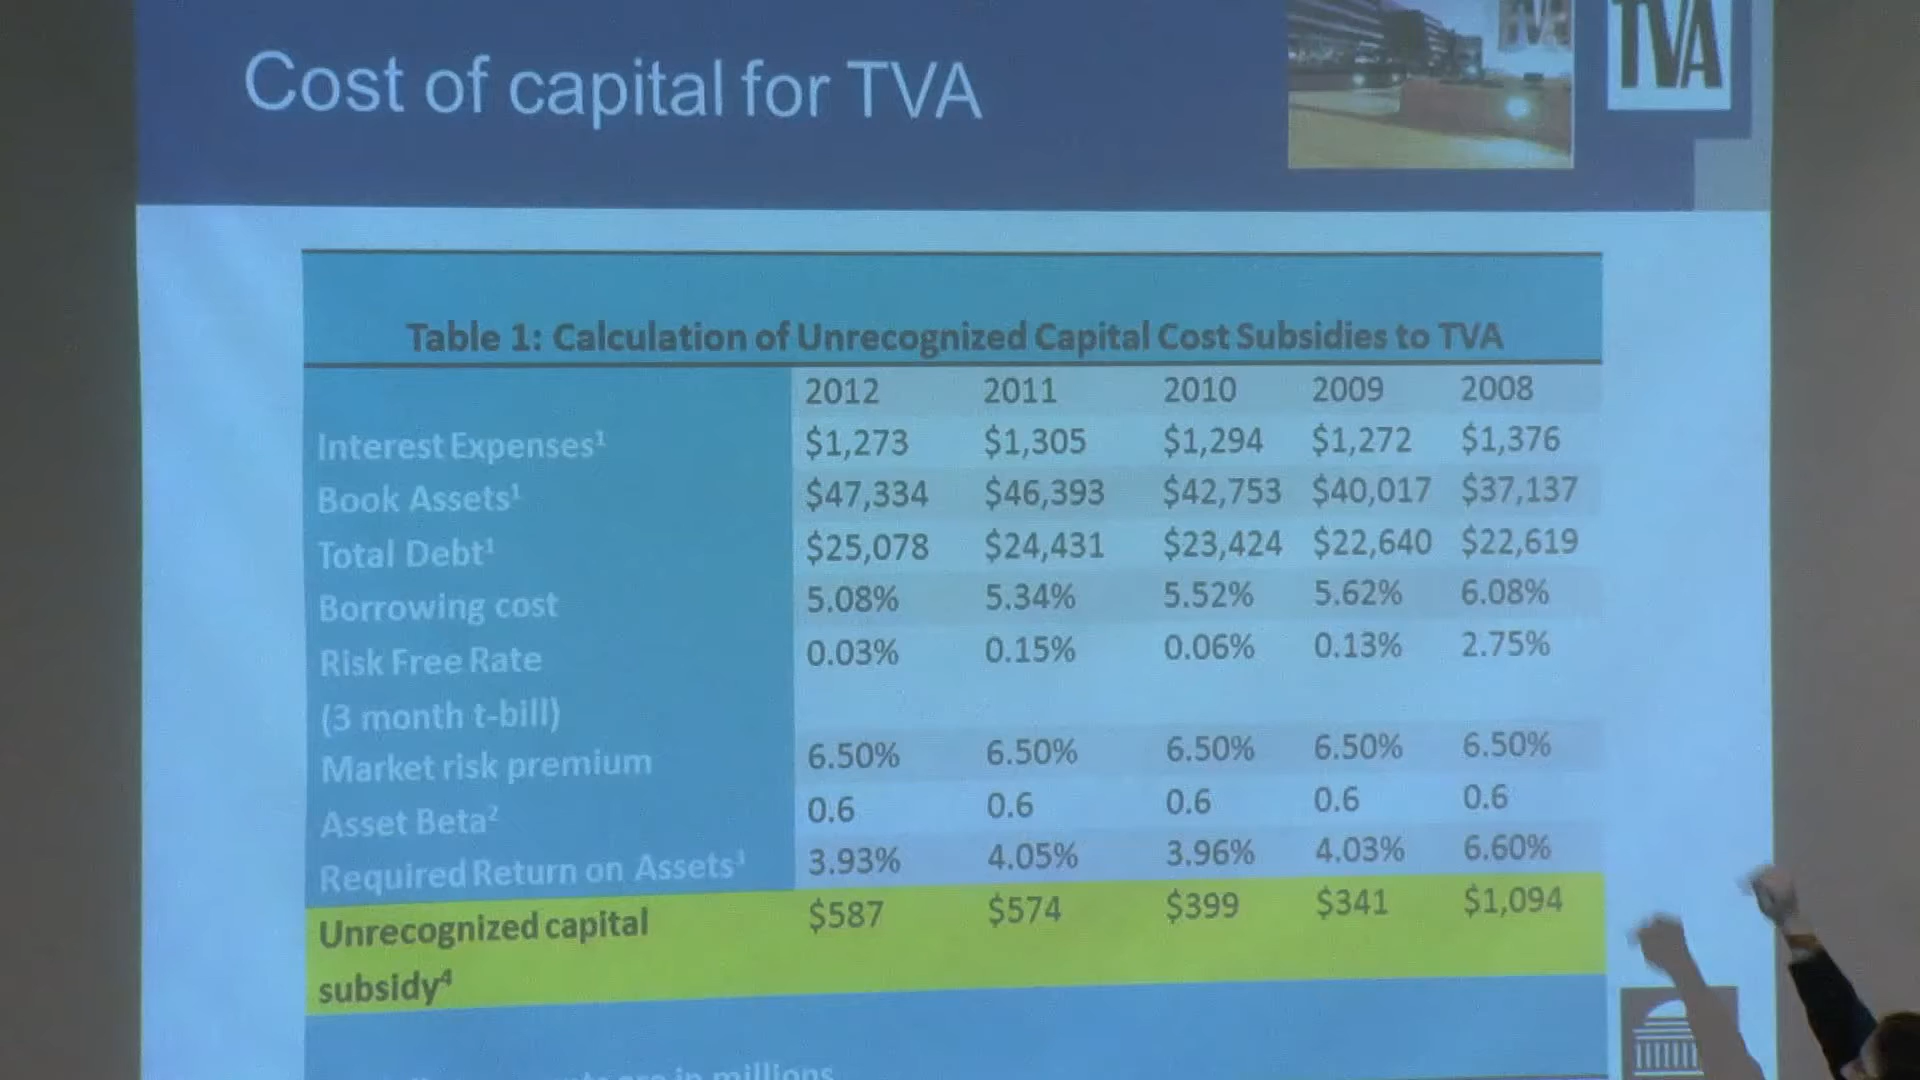 Cost of capital for TVA
TVA
TVA
Table 1: Calculation of Unrecognized Capital Cost Subsidies to TVA
2012 2011 2010 2009 2008
Interest Expenses¹ $1,273 $1,305 $1,294 $1,272 $1,376
Book Assets¹ $47,334 $46,393 $42,753 $40,017 $37,137
Total Debt¹ $25,078 $24,431 $23,424 $22,640 $22,619
Borrowing cost 5.08% 5.34% 5.52% 5.62% 6.08%
Risk Free Rate 0.03% 0.15% 0.06% 0.13% 2.75%
(3 month t-bill)
Market risk premium 6.50% 6.50% 6.50% 6.50% 6.50%
Asset Beta² 0.6 0.6 0.6 0.6 0.6
Required Return on Assets³ 3.93% 4.05% 3.96% 4.03% 6.60%
Unrecognized capital $587 $574 $399 $341 $1,094
subsidy⁴
are in millions